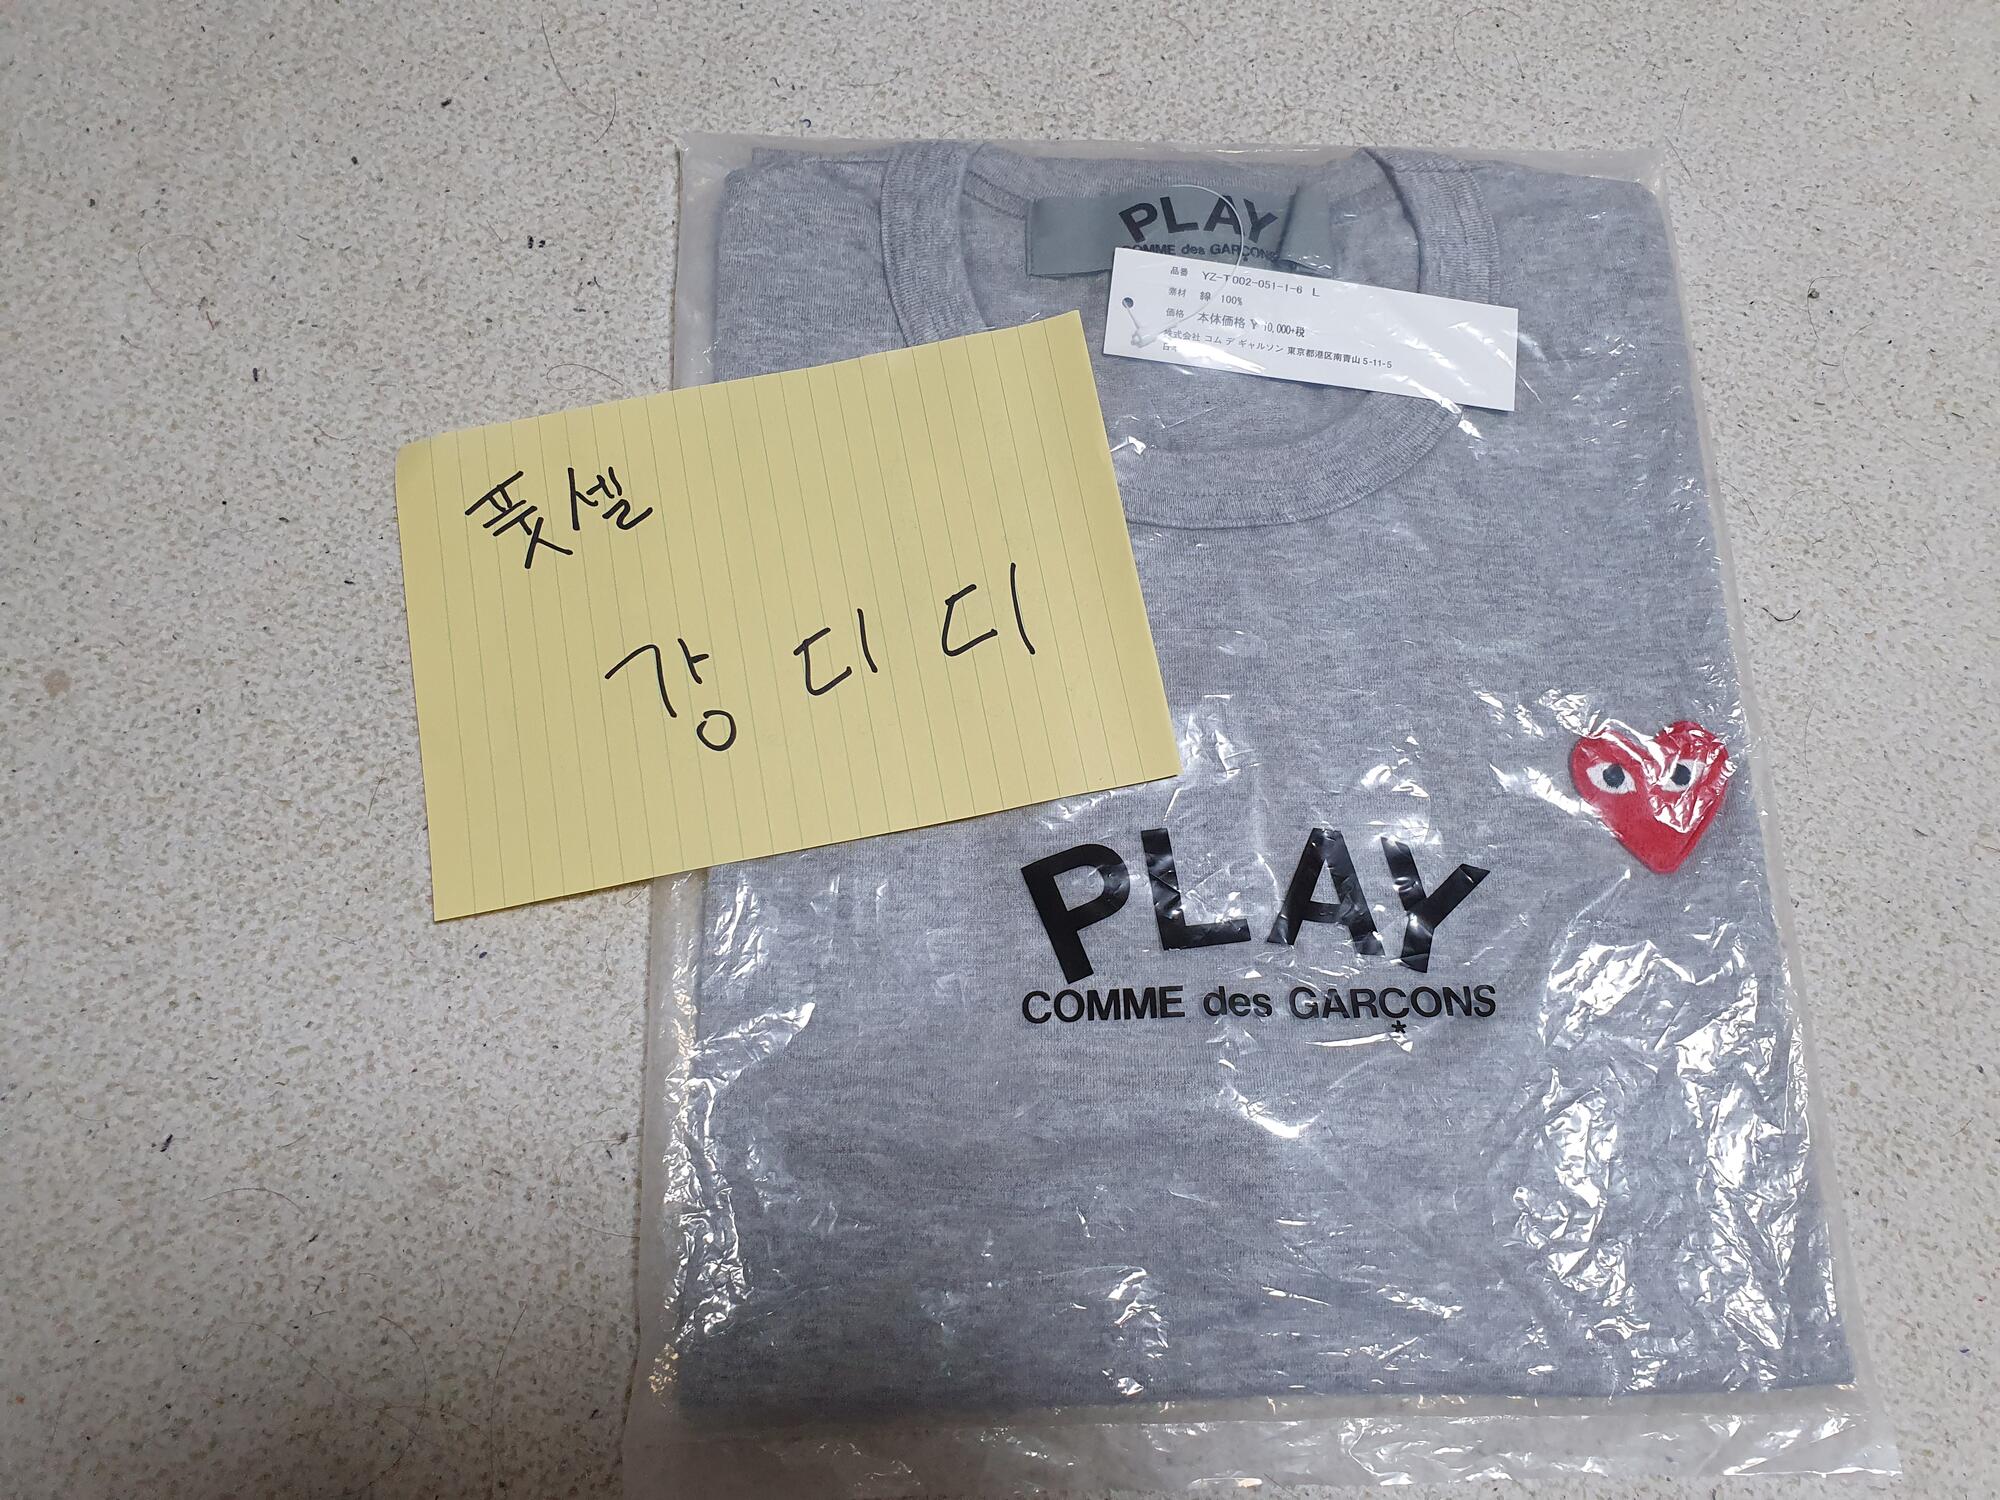 PLAY
COMME des GARÇONS
品番 YZ-T002-051-1-6 L
素材 綿 100%
価格 本体価格 ¥ 10,000+税
株式会社 コム デ ギャルソン 東京都港区南青山 5-11-5
풋셀
강디디
PLAY
COMME des GARÇONS